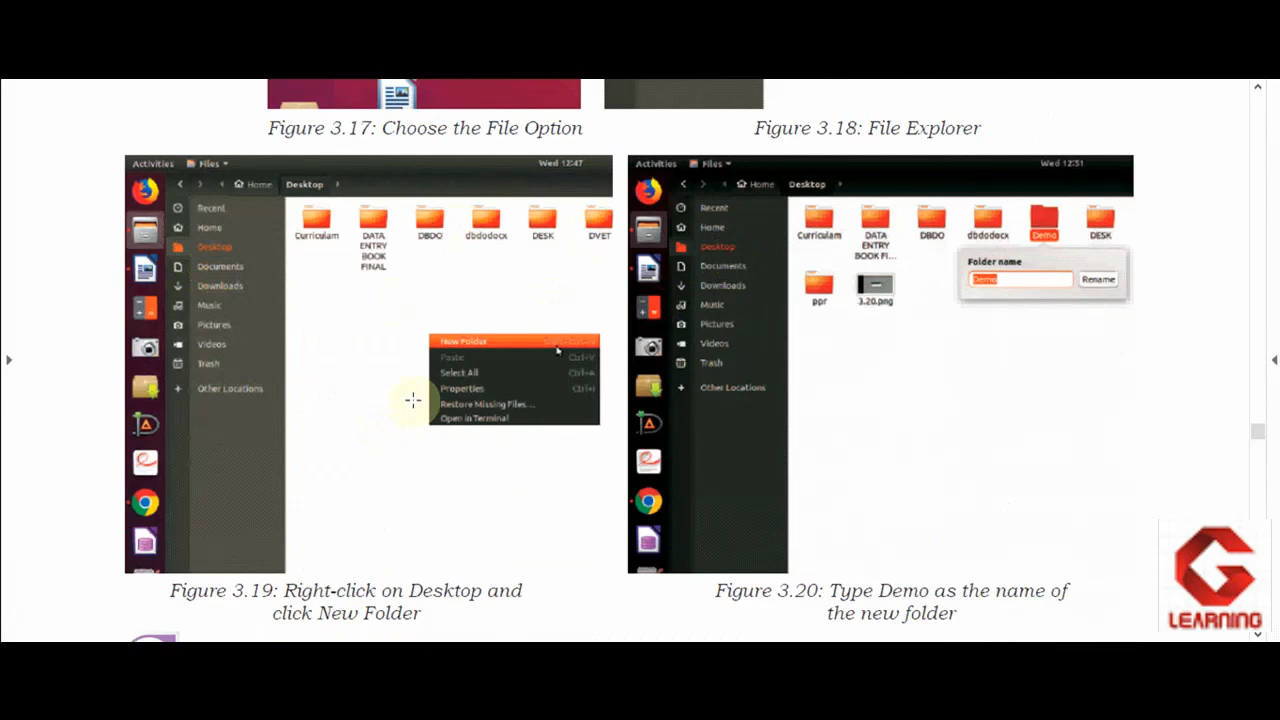 Figure 3.17: Choose the File Option
Figure 3.18: File Explorer
Activities Files Wed 12:47
Home Desktop
Recent
Home
Desktop
Documents
Downloads
Music
Pictures
Videos
Trash
Other Locations
Curriculam
DATA ENTRY BOOK FINAL
DBDO
dbdodocx
DESK
DVET
New Folder
Paste Ctrl+V
Select All Ctrl+A
Properties Ctrl+I
Restore Missing Files...
Open in Terminal
Activities Files Wed 12:51
Home Desktop
Recent
Home
Desktop
Documents
Downloads
Music
Pictures
Videos
Trash
Other Locations
Curriculam
DATA ENTRY BOOK FI...
DBDO
dbdodocx
Demo
DESK
ppr
3.20.png
Folder name
Demo Rename
Figure 3.19: Right-click on Desktop and
click New Folder
Figure 3.20: Type Demo as the name of
the new folder
LEARNING